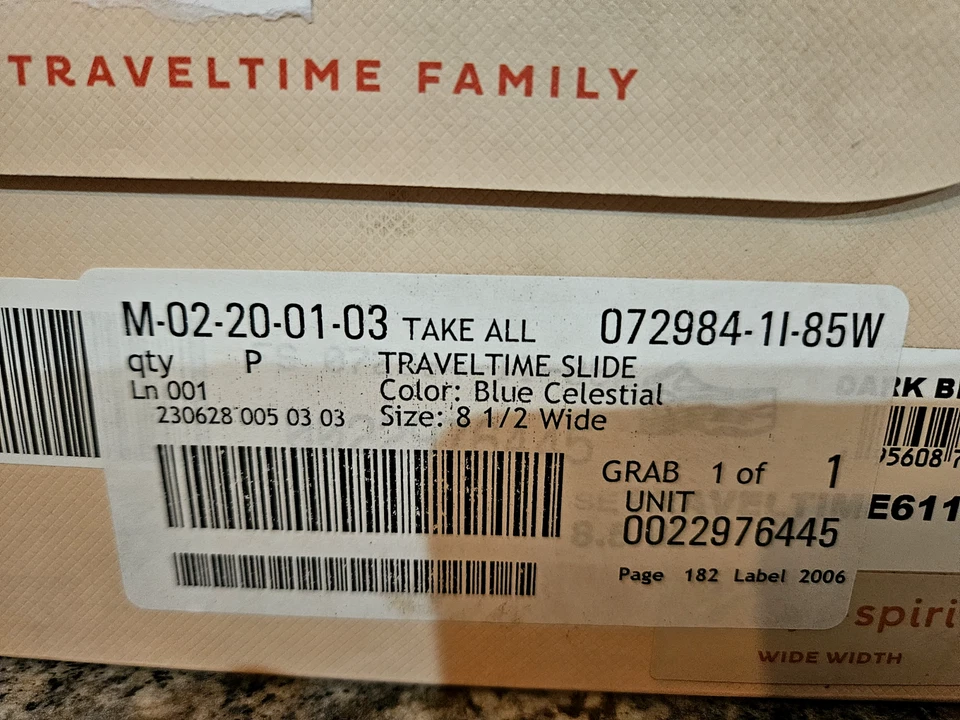 TRAVELTIME FAMILY
M-02-20-01-03 TAKE ALL 072984-1I-85W
qty P TRAVELTIME SLIDE
Ln 001 Color: Blue Celestial
230628 005 03 03 Size: 8 1/2 Wide
GRAB 1 of 1
UNIT
0022976445
Page 182 Label 2006
E611
spiri
WIDE WIDTH